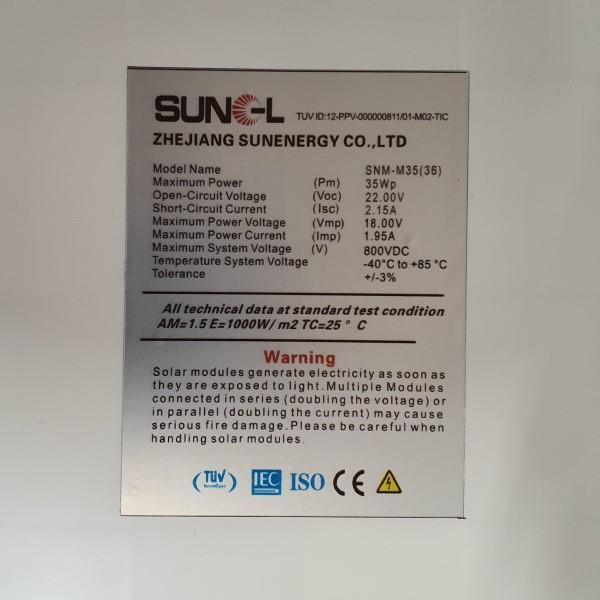 SUNEL TUV ID:12-PPV-000000811/01-M02-TIC
ZHEJIANG SUNENERGY CO.,LTD
Model Name SNM-M35(36)
Maximum Power (Pm) 35Wp
Open-Circuit Voltage (Voc) 22.00V
Short-Circuit Current (Isc) 2.15A
Maximum Power Voltage (Vmp) 18.00V
Maximum Power Current (Imp) 1.95A
Maximum System Voltage (V) 800VDC
Temperature System Voltage -40°C to +85 °C
Tolerance +/-3%
All technical data at standard test condition
AM=1.5 E=1000W/ m2 TC=25 ° C
Warning
Solar modules generate electricity as soon as
they are exposed to light.Multiple Modules
connected in series (doubling the voltage) or
in parallel (doubling the current) may cause
serious fire damage.Please be careful when
handling solar modules.
TÜV IEC ISO CE